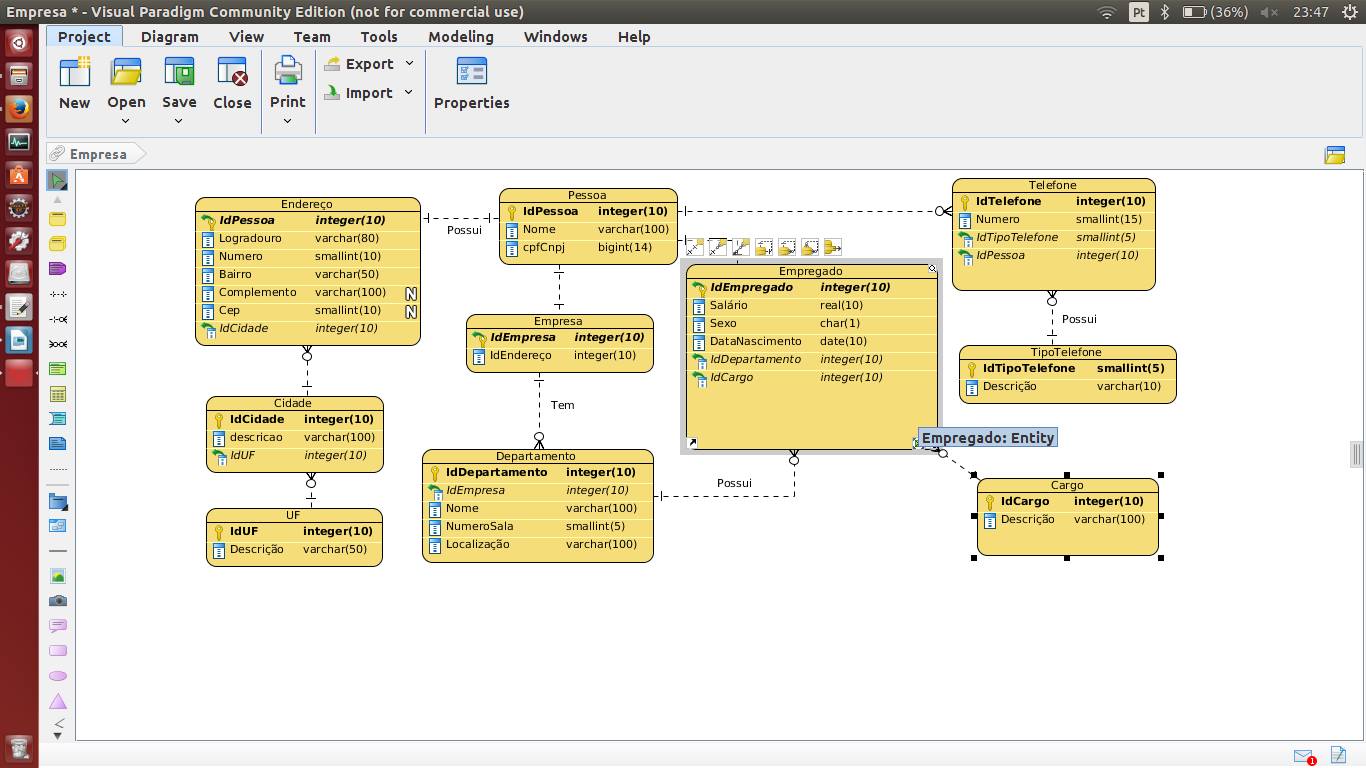 Empresa * - Visual Paradigm Community Edition (not for commercial use)
Pt
(36%)
23:47
Project
Diagram
View
Team
Tools
Modeling
Windows
Help
New
Open
Save
Close
Print
Export
Import
Properties
Empresa
Endereço
IdPessoa integer(10)
Logradouro varchar(80)
Numero smallint(10)
Bairro varchar(50)
Complemento varchar(100) N
Cep smallint(10) N
IdCidade integer(10)
Possui
Pessoa
IdPessoa integer(10)
Nome varchar(100)
cpfCnpj bigint(14)
Telefone
IdTelefone integer(10)
Numero smallint(15)
IdTipoTelefone smallint(5)
IdPessoa integer(10)
Empregado
IdEmpregado integer(10)
Salário real(10)
Sexo char(1)
DataNascimento date(10)
IdDepartamento integer(10)
IdCargo integer(10)
Empresa
IdEmpresa integer(10)
IdEndereço integer(10)
Possui
TipoTelefone
IdTipoTelefone smallint(5)
Descrição varchar(10)
Tem
Cidade
IdCidade integer(10)
descricao varchar(100)
IdUF integer(10)
Empregado: Entity
Departamento
IdDepartamento integer(10)
IdEmpresa integer(10)
Nome varchar(100)
NumeroSala smallint(5)
Localização varchar(100)
Possui
Cargo
IdCargo integer(10)
Descrição varchar(100)
UF
IdUF integer(10)
Descrição varchar(50)
1